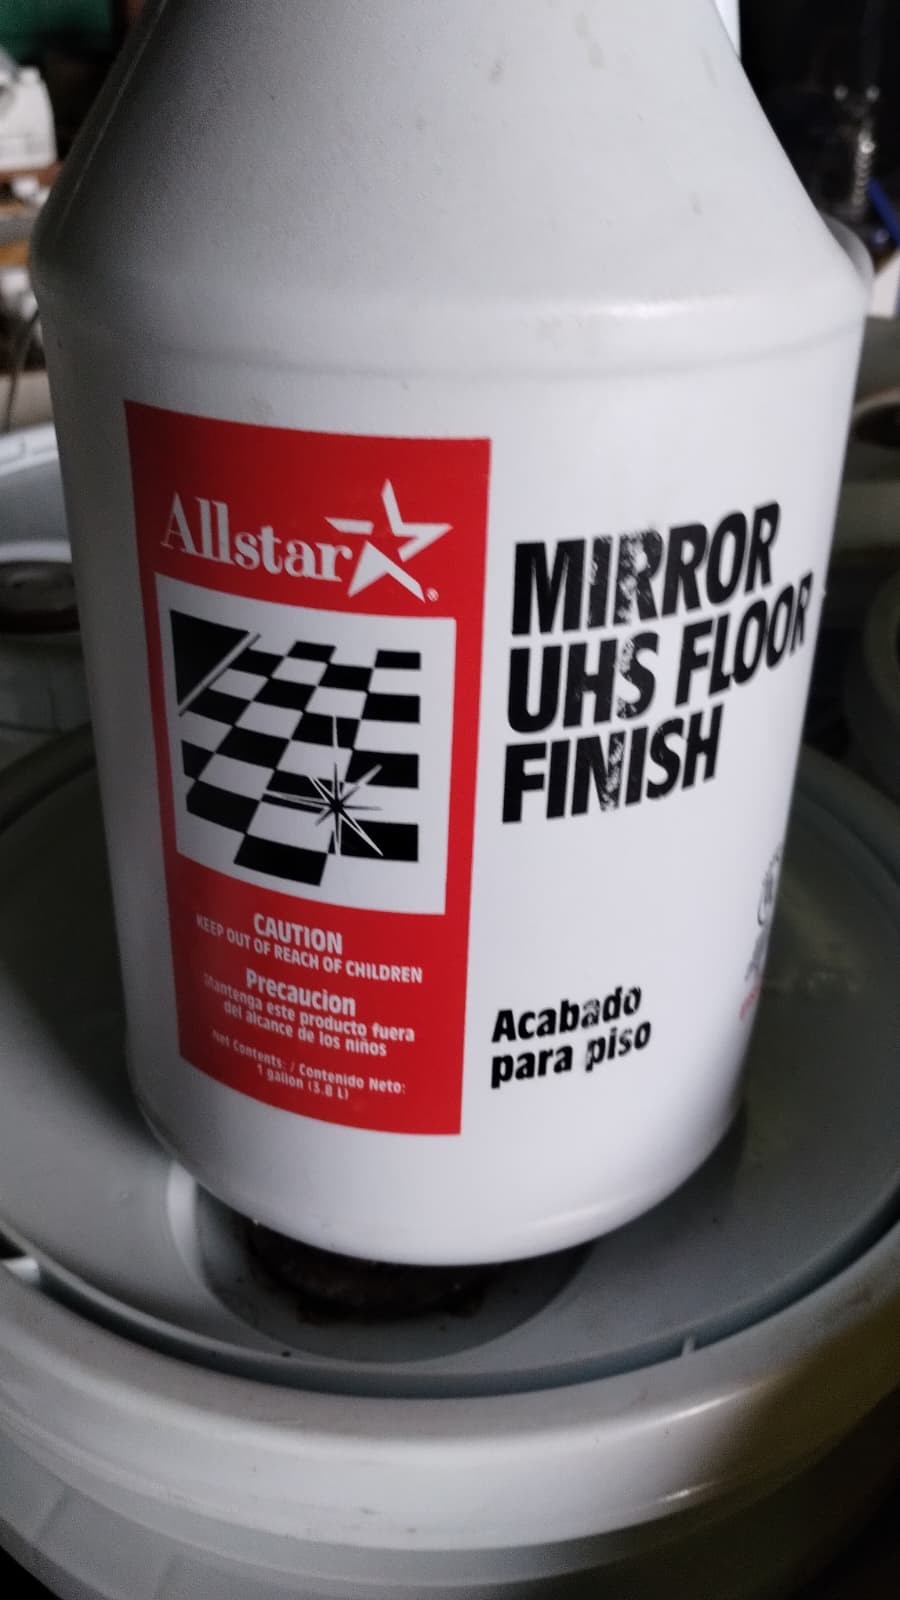 Allstar®
MIRROR
UHS FLOOR
FINISH
CAUTION
KEEP OUT OF REACH OF CHILDREN
Precaucion
Mantenga este producto fuera
del alcance de los niños
Net Contents: / Contenido Neto:
1 gallon (3.8 L)
Acabado
para piso